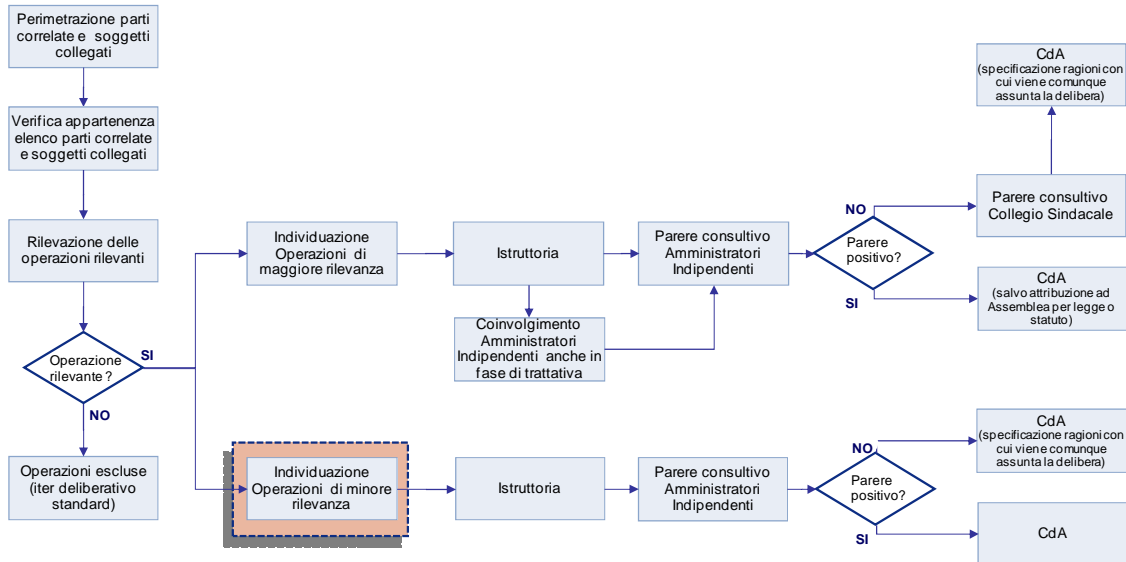 Perimetrazione parti
correlate e soggetti
collegati
Verifica appartenenza
elenco parti correlate
e soggetti collegati
Rilevazione delle
operazioni rilevanti
Operazione
rilevante?
SI
NO
Operazioni escluse
(iter deliberativo
standard)
Individuazione
Operazioni di
maggiore rilevanza
Istruttoria
Coinvolgimento
Amministratori
Indipendenti anche in
fase di trattativa
Parere consultivo
Amministratori
Indipendenti
Parere
positivo?
NO
SI
Parere consultivo
Collegio Sindacale
CdA
(specificazione ragioni con
cui viene comunque
assunta la delibera)
CdA
(salvo attribuzione ad
Assemblea per legge o
statuto)
Individuazione
Operazioni di minore
rilevanza
Istruttoria
Parere consultivo
Amministratori
Indipendenti
Parere
positivo?
NO
SI
CdA
(specificazione ragioni con
cui viene comunque
assunta la delibera)
CdA